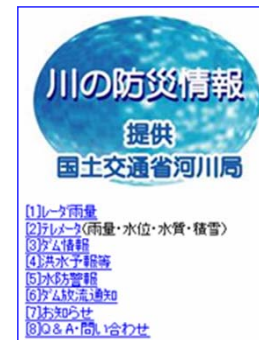 川の防災情報
提供
国土交通省河川局
[1]レーダ雨量
[2]テレメータ(雨量・水位・水質・積雪)
[3]ダム情報
[4]洪水予報等
[5]水防警報
[6]ダム放流通知
[7]お知らせ
[8]Q&A・問い合わせ